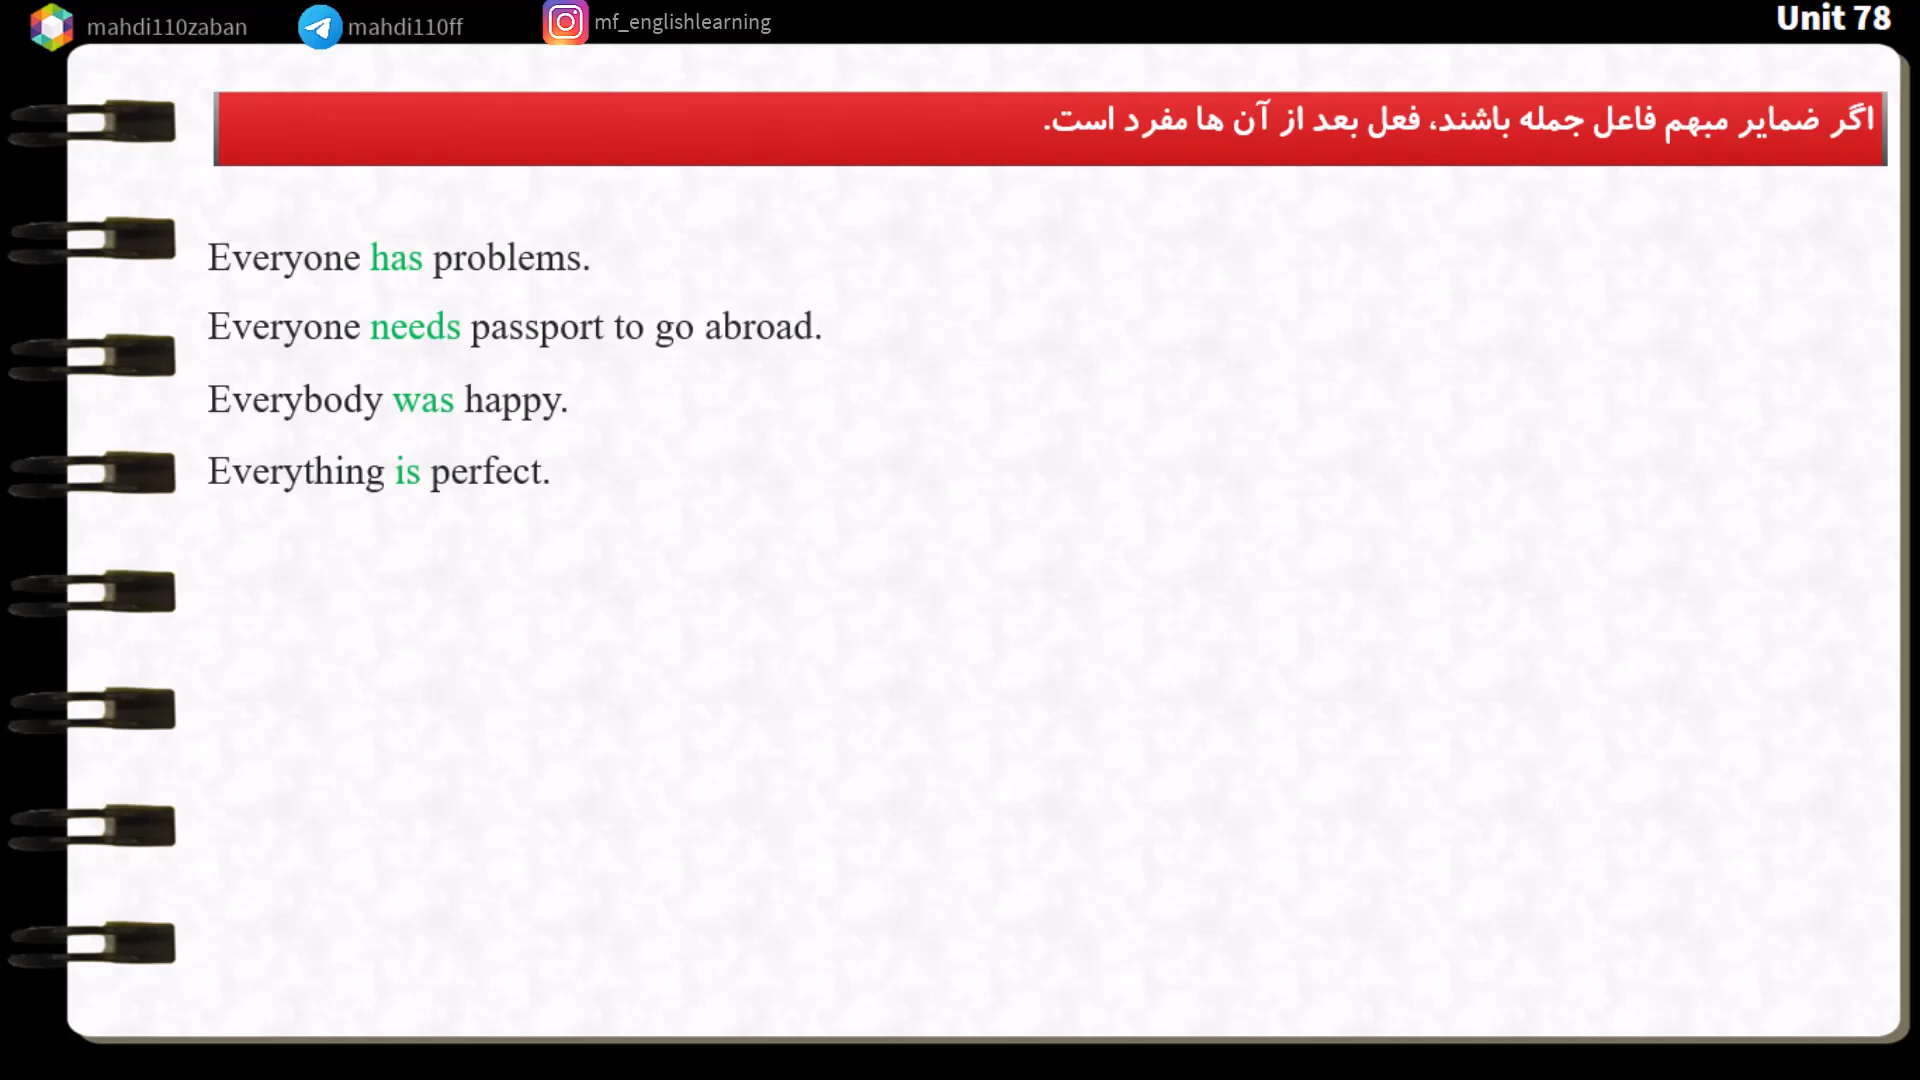 mahdi110zaban mahdi110ff mf_englishlearning Unit 78
اگر ضمایر مبهم فاعل جمله باشند، فعل بعد از آن ها مفرد است.
Everyone has problems.
Everyone needs passport to go abroad.
Everybody was happy.
Everything is perfect.